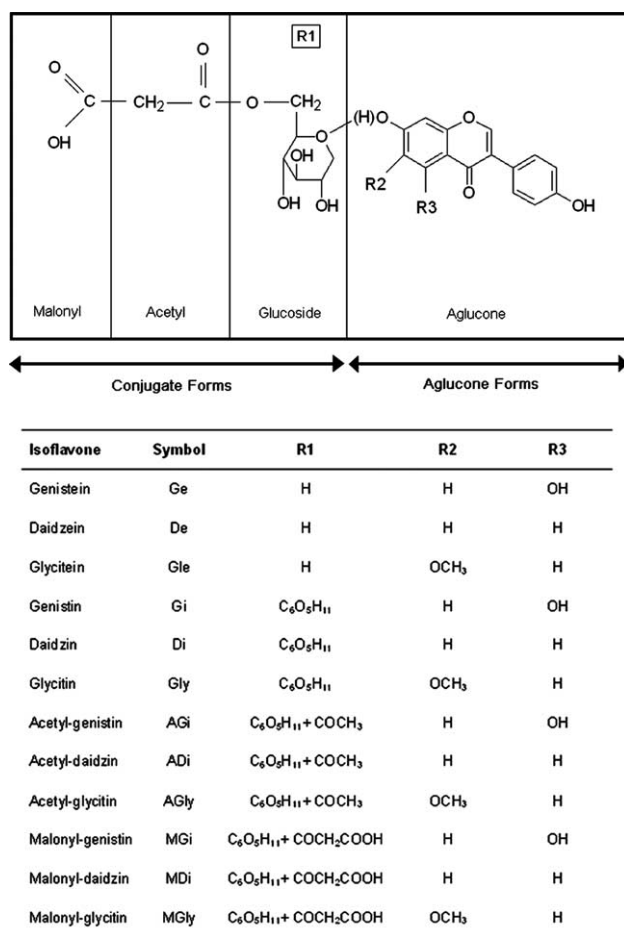 R1
O
O
C
CH2
C
O
CH2
OH
O
(H)O
O
OH
HO
OH
OH
R2
R3
O
OH
Malonyl
Acetyl
Glucoside
Aglucone
Conjugate Forms
Aglucone Forms
Isoflavone Symbol R1 R2 R3
Genistein Ge H H OH
Daidzein De H H H
Glycitein Gle H OCH3 H
Genistin Gi C6O5H11 H OH
Daidzin Di C6O5H11 H H
Glycitin Gly C6O5H11 OCH3 H
Acetyl-genistin AGi C6O5H11+ COCH3 H OH
Acetyl-daidzin ADi C6O5H11+ COCH3 H H
Acetyl-glycitin AGly C6O5H11+ COCH3 OCH3 H
Malonyl-genistin MGi C6O5H11+ COCH2COOH H OH
Malonyl-daidzin MDi C6O5H11+ COCH2COOH H H
Malonyl-glycitin MGly C6O5H11+ COCH2COOH OCH3 H